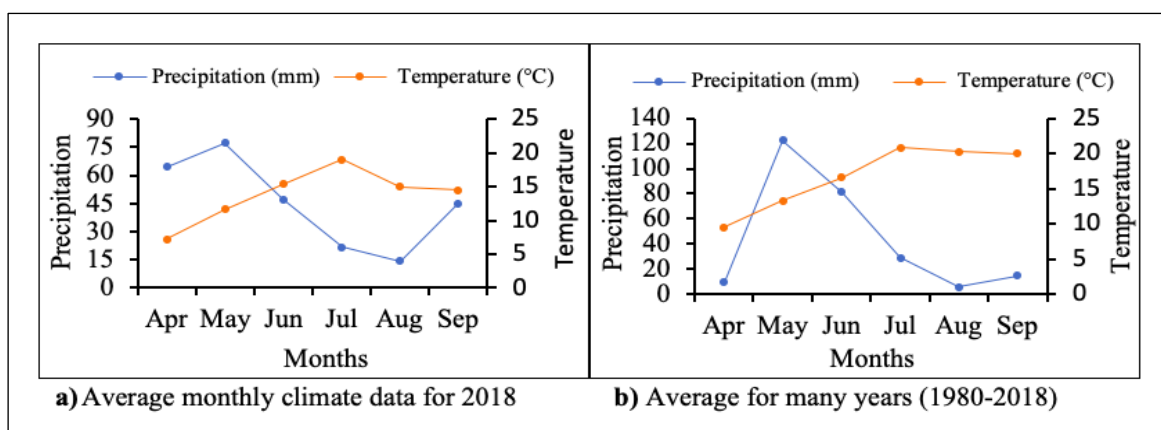 Precipitation (mm) Temperature (°C)
90
75
60
45
30
15
0
Precipitation
25
20
15
10
5
0
Temperature
Apr May Jun Jul Aug Sep
Months
a) Average monthly climate data for 2018
Precipitation (mm) Temperature (°C)
140
120
100
80
60
40
20
0
Precipitation
25
20
15
10
5
0
Temperature
Apr May Jun Jul Aug Sep
Months
b) Average for many years (1980-2018)